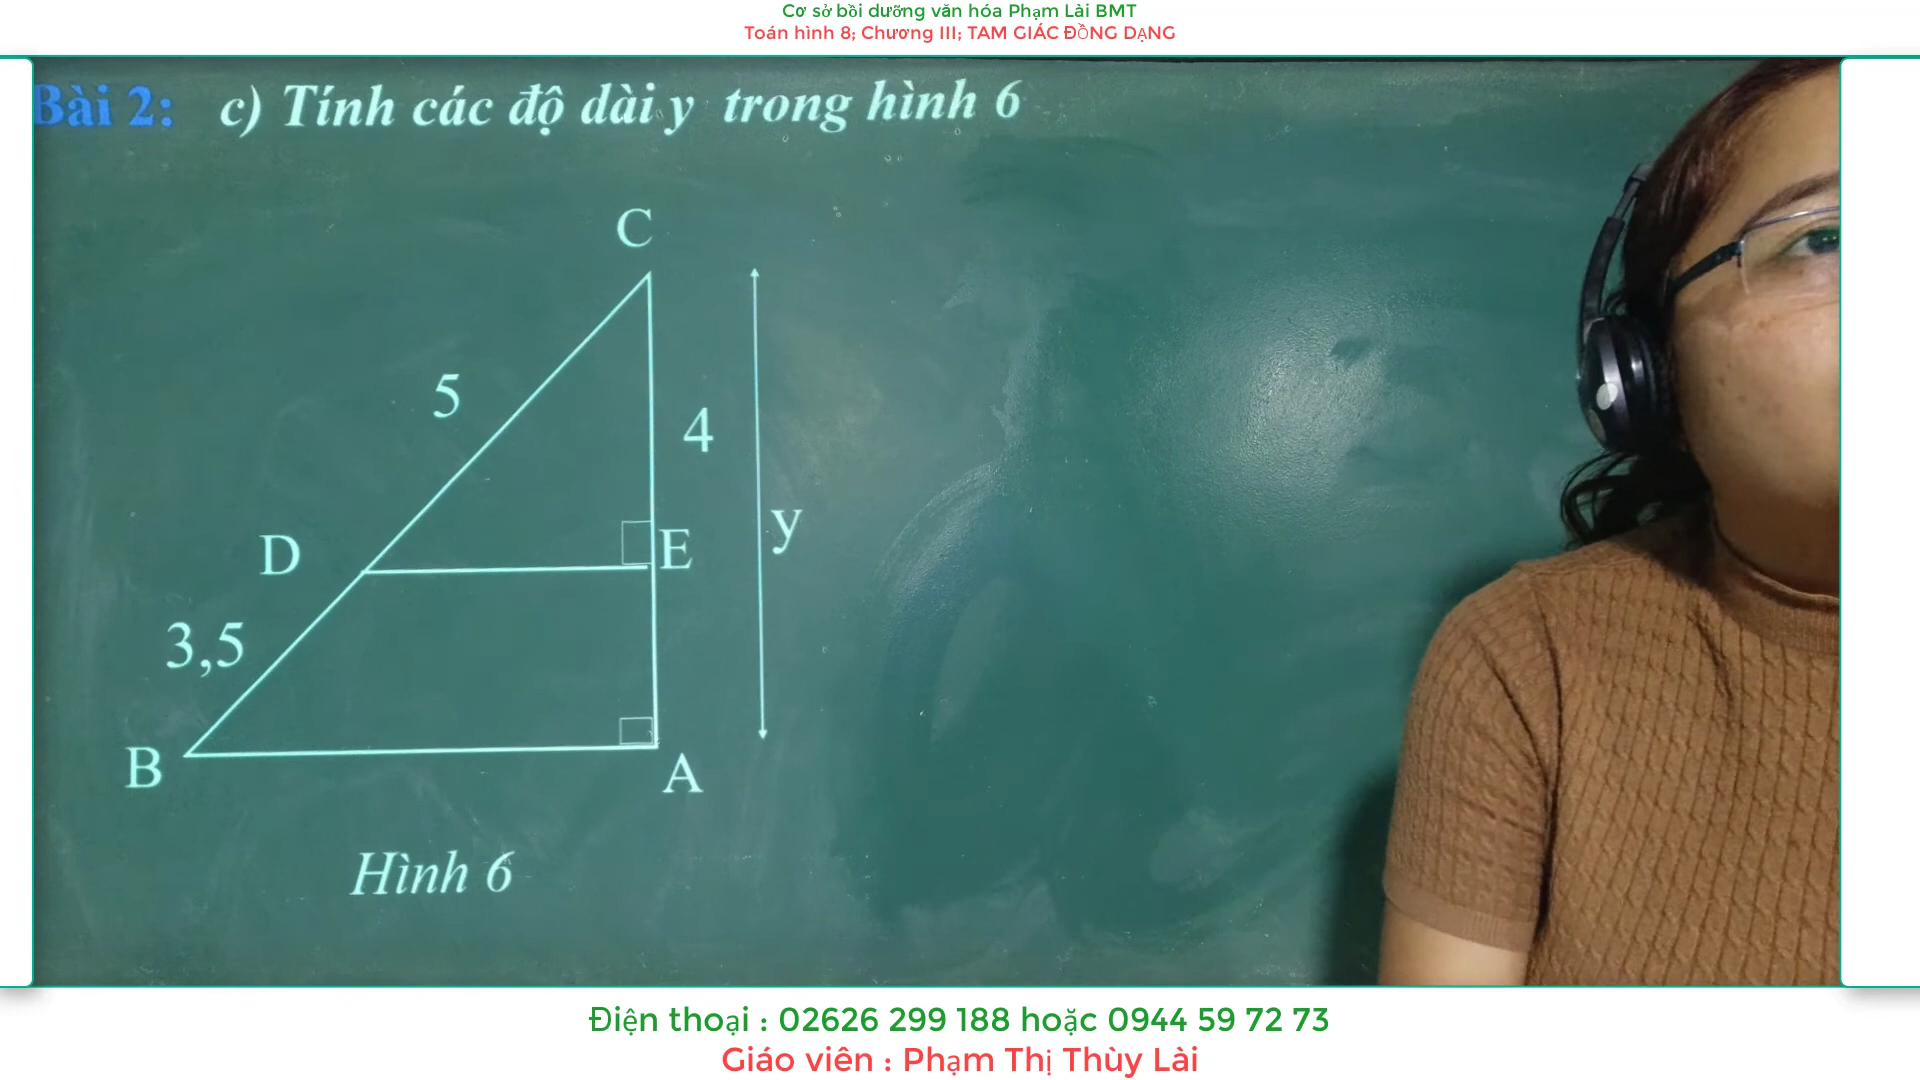 Cơ sở bồi dưỡng văn hóa Phạm Lài BMT
Toán hình 8; Chương III; TAM GIÁC ĐỒNG DẠNG
Bài 2: c) Tính các độ dài y trong hình 6
C
5
4
D
E
y
3,5
B
A
Hình 6
Điện thoại : 02626 299 188 hoặc 0944 59 72 73
Giáo viên : Phạm Thị Thùy Lài